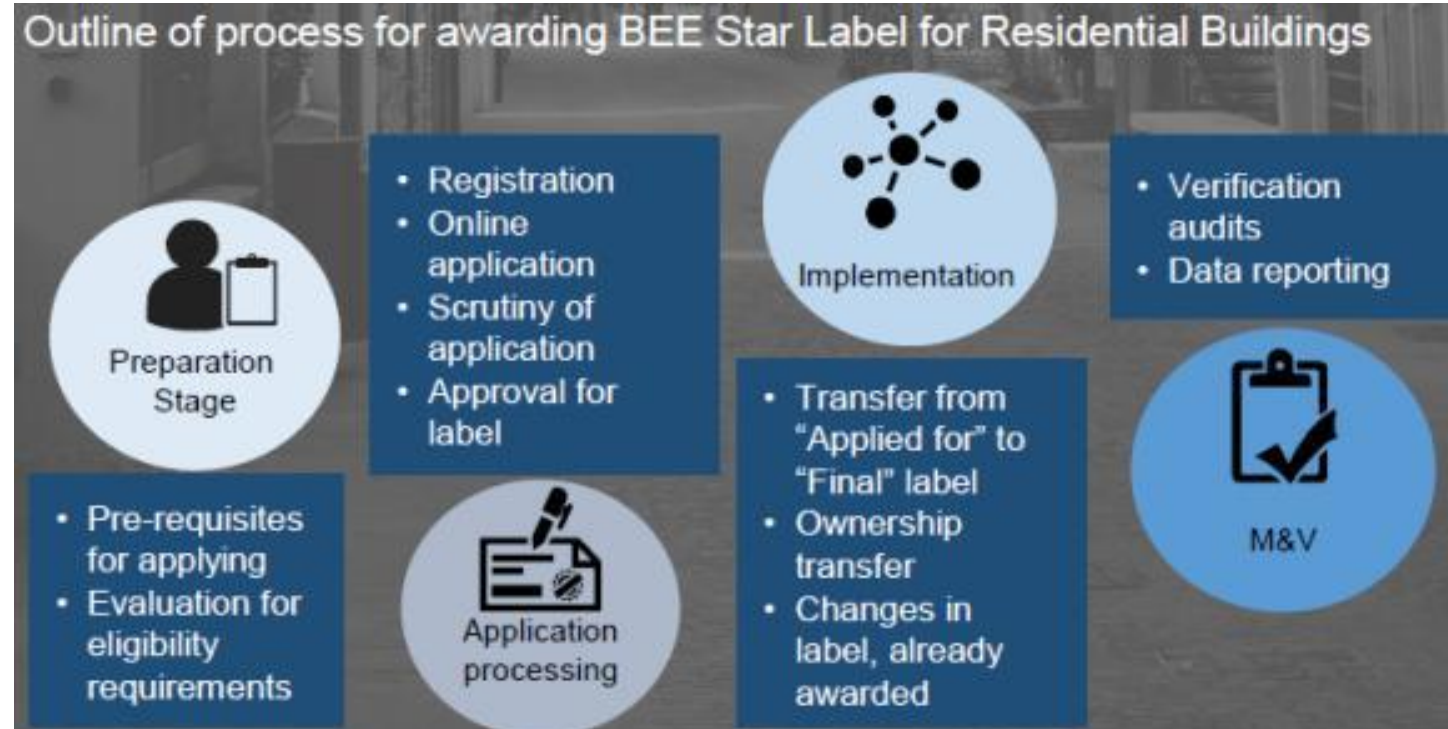 Outline of process for awarding BEE Star Label for Residential Buildings
Preparation
Stage
• Pre-requisites
for applying
• Evaluation for
eligibility
requirements
• Registration
• Online
application
• Scrutiny of
application
• Approval for
label
Application
processing
Implementation
• Transfer from
“Applied for” to
“Final” label
• Ownership
transfer
• Changes in
label, already
awarded
• Verification
audits
• Data reporting
M&V